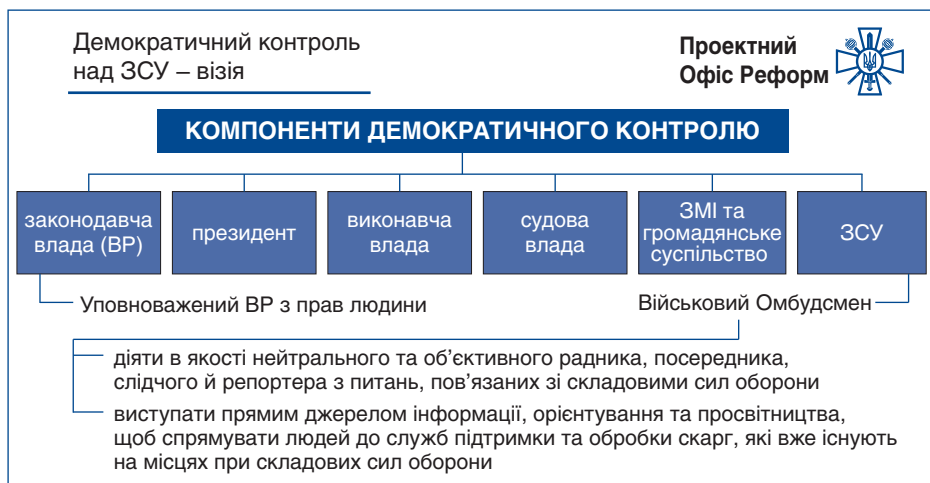 Демократичний контроль
над ЗСУ – візія
Проектний
Офіс Реформ
КОМПОНЕНТИ ДЕМОКРАТИЧНОГО КОНТРОЛЮ
законодавча
влада (ВР)
президент
виконавча
влада
судова
влада
ЗМІ та
громадянське
суспільство
ЗСУ
Уповноважений ВР з прав людини
Військовий Омбудсмен
діяти в якості нейтрального та об’єктивного радника, посередника,
слідчого й репортера з питань, пов’язаних зі складовими сил оборони
виступати прямим джерелом інформації, орієнтування та просвітництва,
щоб спрямувати людей до служб підтримки та обробки скарг, які вже існують
на місцях при складових сил оборони